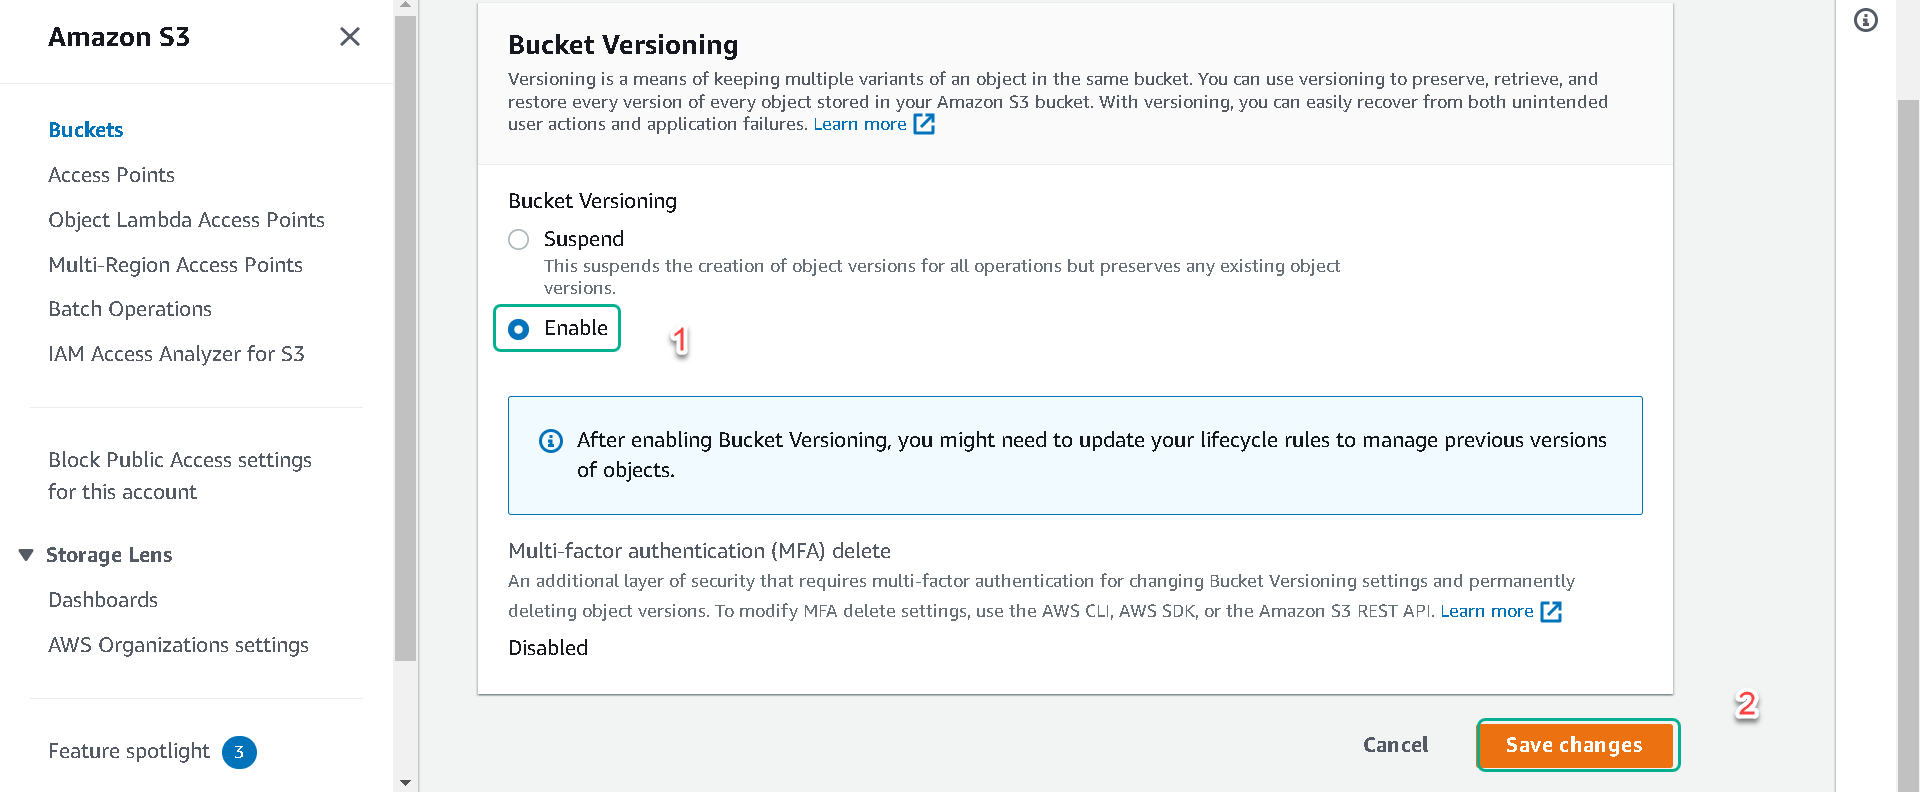 Amazon S3
Buckets
Access Points
Object Lambda Access Points
Multi-Region Access Points
Batch Operations
IAM Access Analyzer for S3
Block Public Access settings
for this account
Storage Lens
Dashboards
AWS Organizations settings
Feature spotlight 3
Bucket Versioning
Versioning is a means of keeping multiple variants of an object in the same bucket. You can use versioning to preserve, retrieve, and
restore every version of every object stored in your Amazon S3 bucket. With versioning, you can easily recover from both unintended
user actions and application failures. Learn more
Bucket Versioning
Suspend
This suspends the creation of object versions for all operations but preserves any existing object
versions.
Enable
1
After enabling Bucket Versioning, you might need to update your lifecycle rules to manage previous versions
of objects.
Multi-factor authentication (MFA) delete
An additional layer of security that requires multi-factor authentication for changing Bucket Versioning settings and permanently
deleting object versions. To modify MFA delete settings, use the AWS CLI, AWS SDK, or the Amazon S3 REST API. Learn more
Disabled
2
Cancel
Save changes